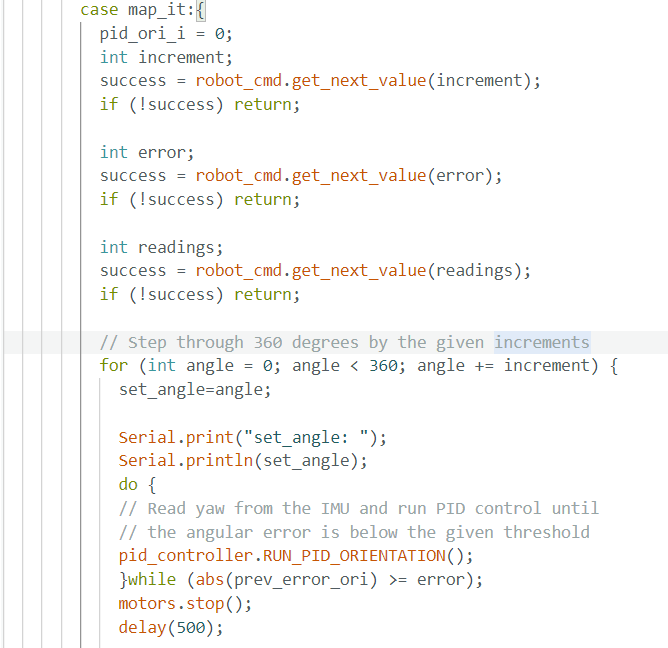 case map_it:{
pid_ori_i = 0;
int increment;
success = robot_cmd.get_next_value(increment);
if (!success) return;
int error;
success = robot_cmd.get_next_value(error);
if (!success) return;
int readings;
success = robot_cmd.get_next_value(readings);
if (!success) return;
// Step through 360 degrees by the given increments
for (int angle = 0; angle < 360; angle += increment) {
set_angle=angle;
Serial.print("set_angle: ");
Serial.println(set_angle);
do {
// Read yaw from the IMU and run PID control until
// the angular error is below the given threshold
pid_controller.RUN_PID_ORIENTATION();
}while (abs(prev_error_ori) >= error);
motors.stop();
delay(500);